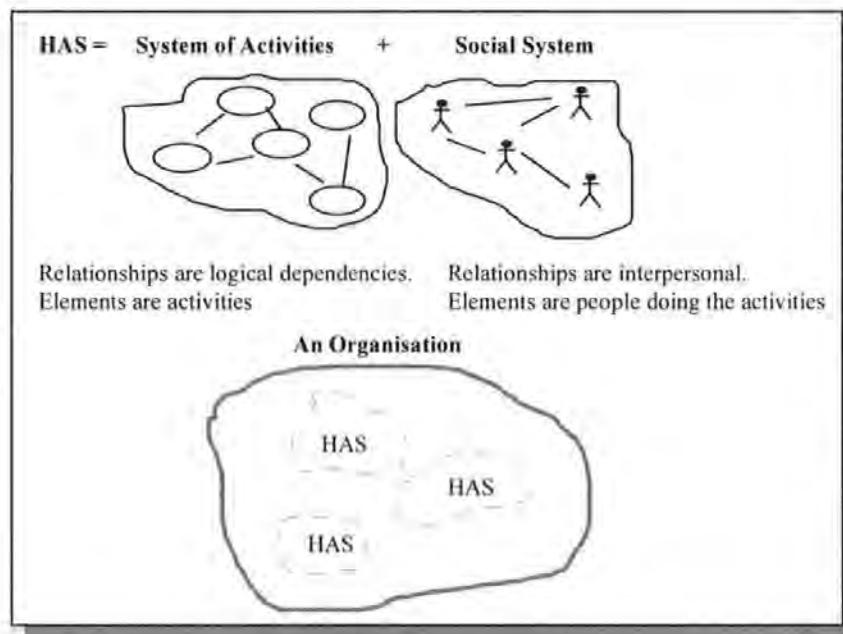 HAS = System of Activities + Social System
Relationships are logical dependencies. Relationships are interpersonal.
Elements are activities Elements are people doing the activities
An Organisation
HAS
HAS
HAS